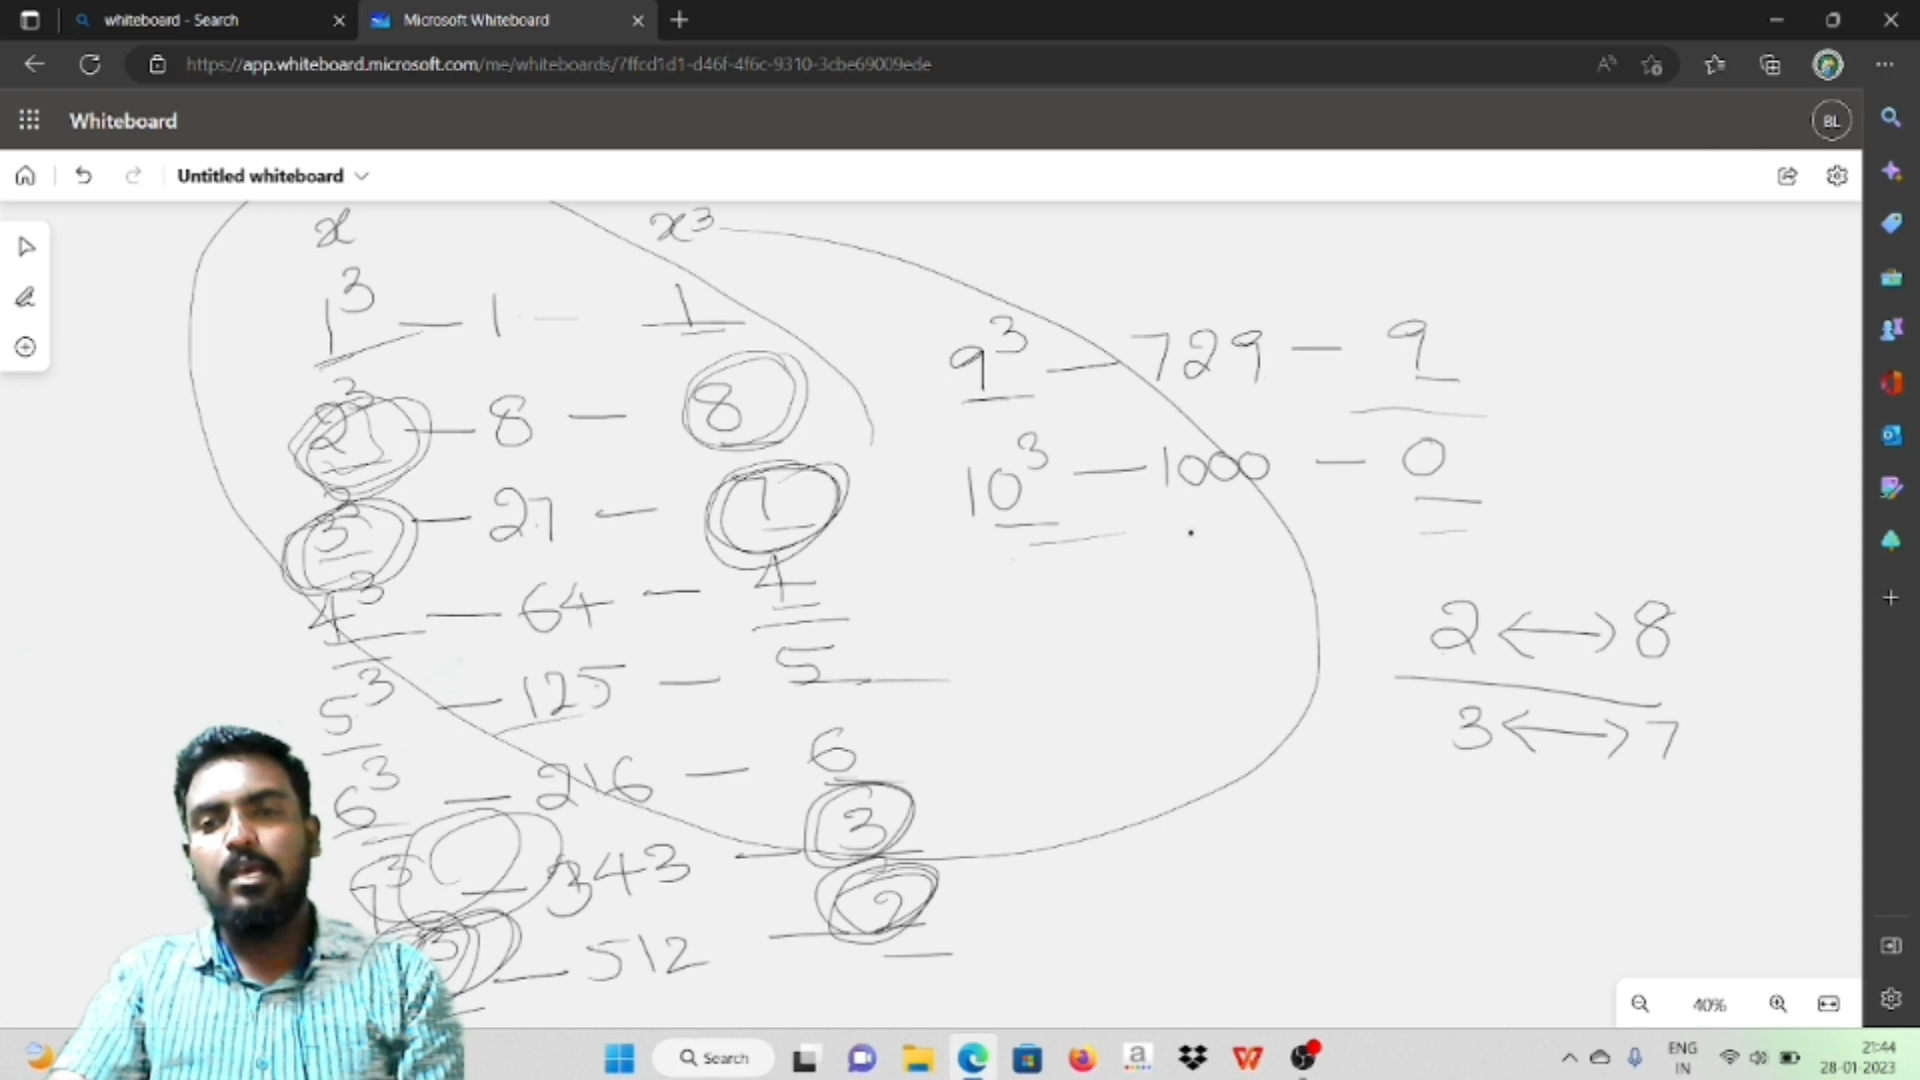 whiteboard - Search
Microsoft Whiteboard
https://app.whiteboard.microsoft.com/me/whiteboards/7ffcd1d1-d46f-4f6c-9310-3cbe69009ede
Whiteboard
BL
Untitled whiteboard
x x³
1³ — 1 — 1
2³ — 8 — 8
3³ — 27 — 7
4³ — 64 — 4
5³ — 125 — 5
6³ — 216 — 6
7³ 343 — 3
— 512 — 2
9³ — 729 — 9
10³ — 1000 — 0
2 <—> 8
3 <—> 7
40%
Search
ENG
IN
21:44
28-01-2023